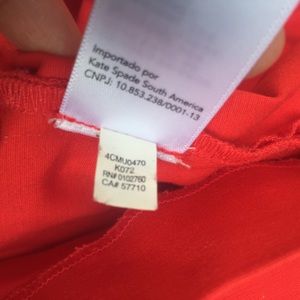 Importado por
Kate Spade South America
CNPJ: 10.853.238/0001-13
4CMU0470
K072
RN# 0102760
CA# 57710